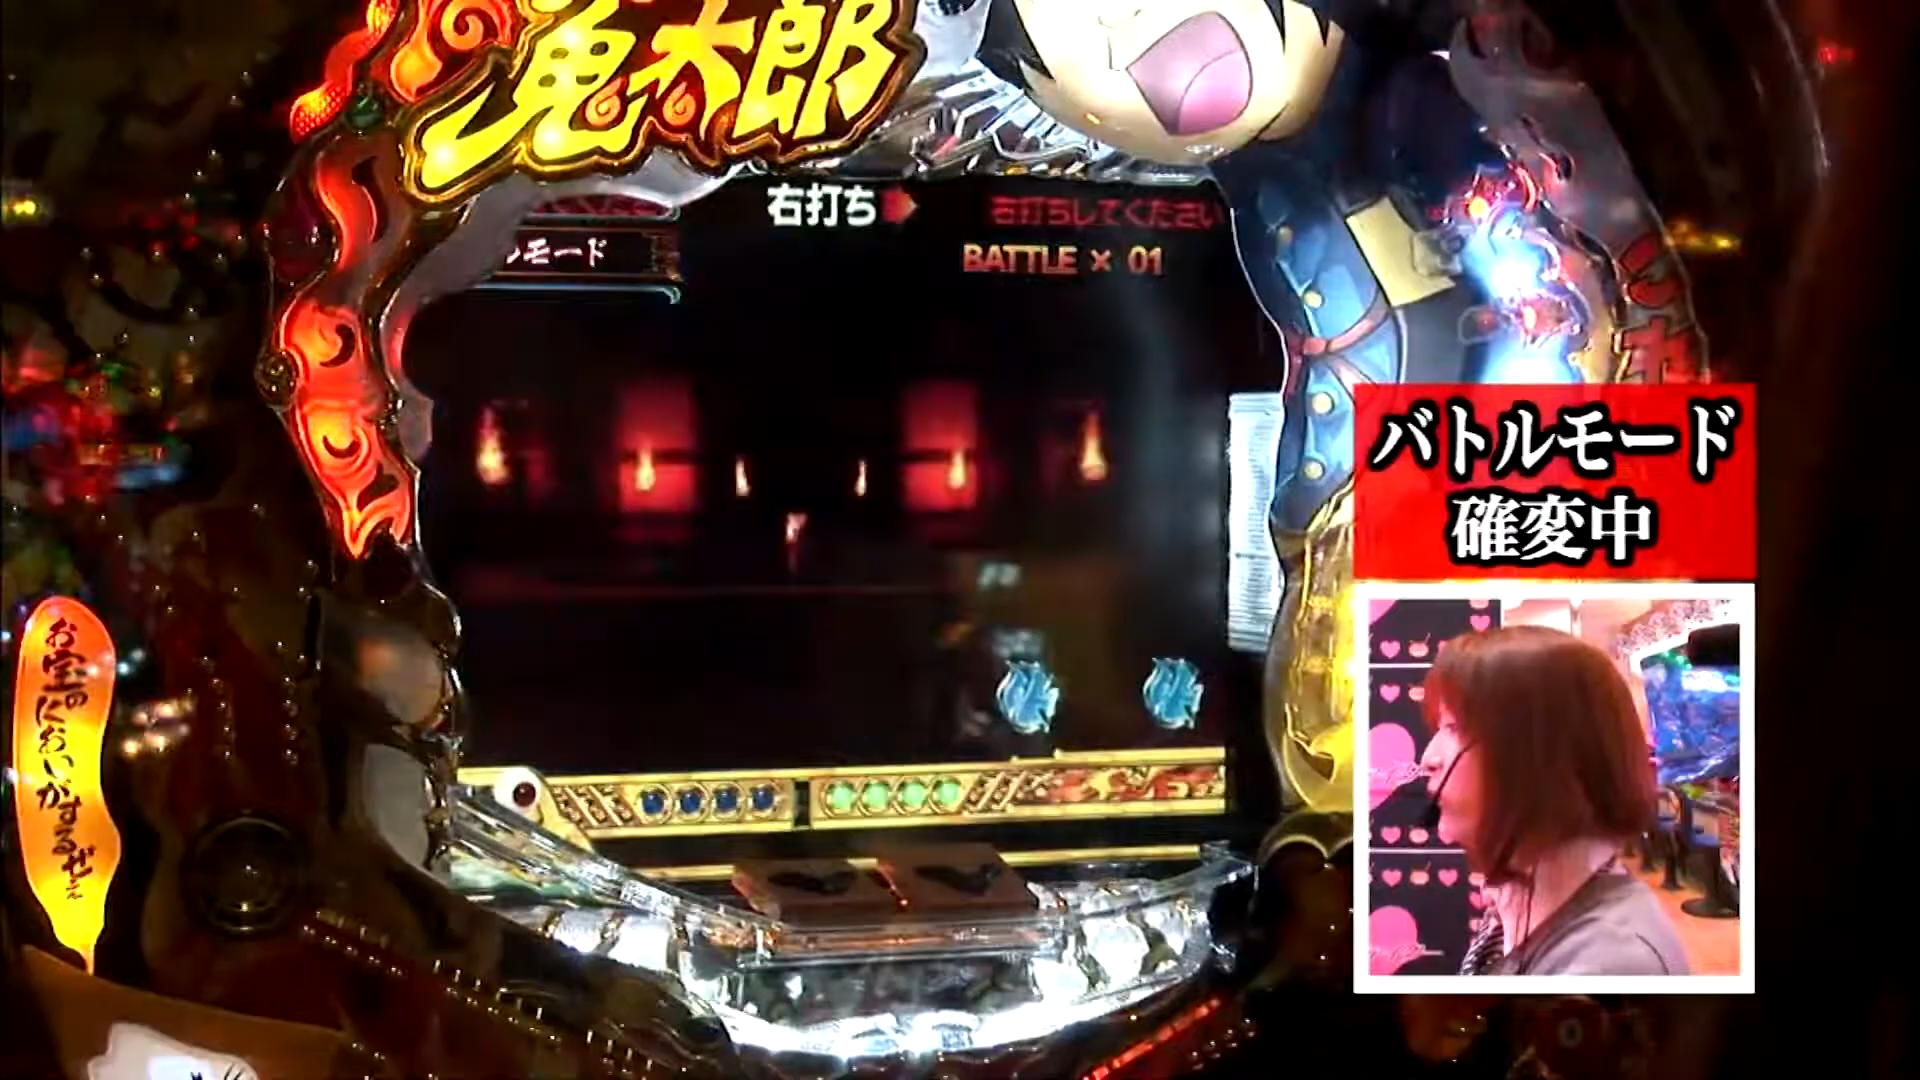 鬼太郎
右打ち
右打ちしてください
ルモード
BATTLE × 01
バトルモード
確変中
お宝のにおいがするぜぇ